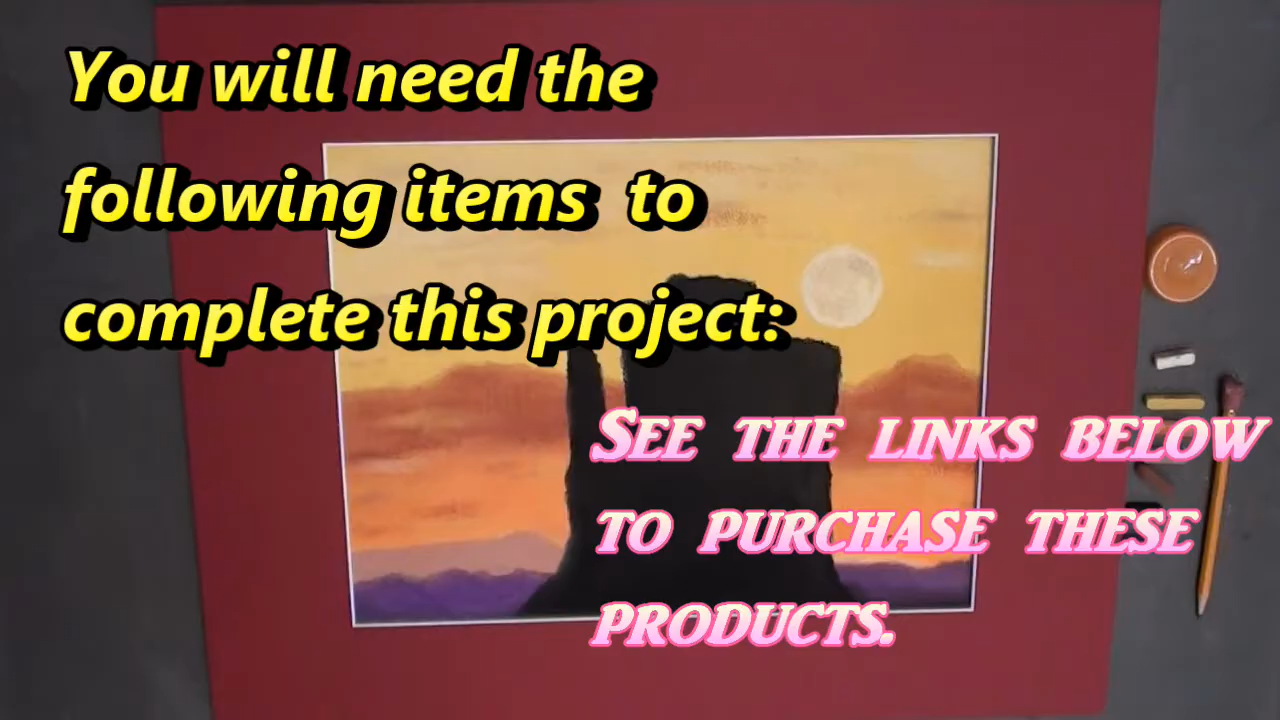 You will need the
following items to
complete this project:
SEE THE LINKS BELOW
TO PURCHASE THESE
PRODUCTS.